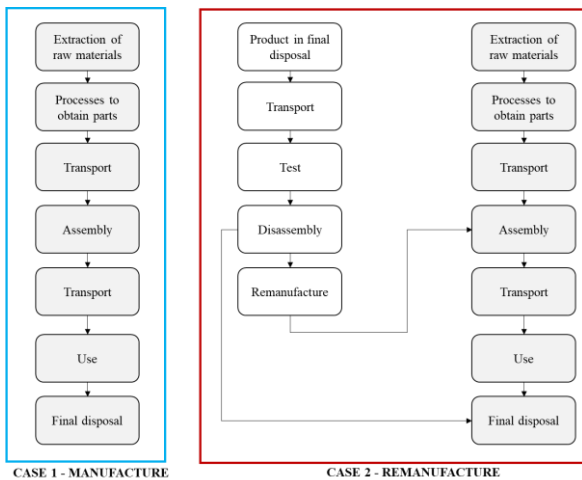 Extraction of
raw materials
Processes to
obtain parts
Transport
Assembly
Transport
Use
Final disposal
CASE 1 - MANUFACTURE
Product in final
disposal
Transport
Test
Disassembly
Remanufacture
Extraction of
raw materials
Processes to
obtain parts
Transport
Assembly
Transport
Use
Final disposal
CASE 2 - REMANUFACTURE